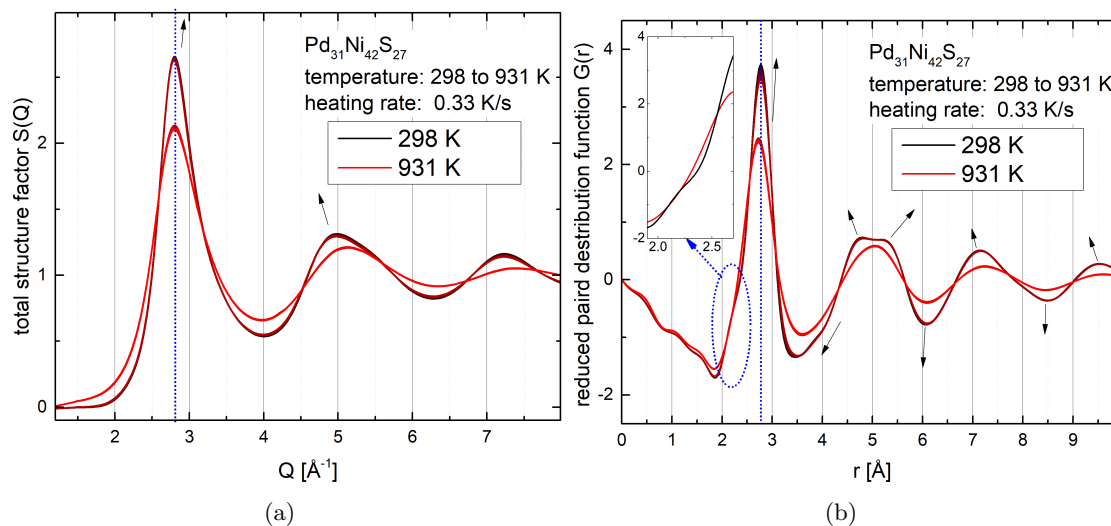 Pd31Ni42S27
temperature: 298 to 931 K
heating rate: 0.33 K/s
298 K
931 K
total structure factor S(Q)
2
1
0
2
3
4
5
6
7
Q [Å-1]
(a)
Pd31Ni42S27
temperature: 298 to 931 K
heating rate: 0.33 K/s
298 K
931 K
reduced paird destribution function G(r)
4
2
0
-2
4
3
2
1
0
-1
-2
2.0
2.5
0
1
2
3
4
5
6
7
8
9
r [Å]
(b)